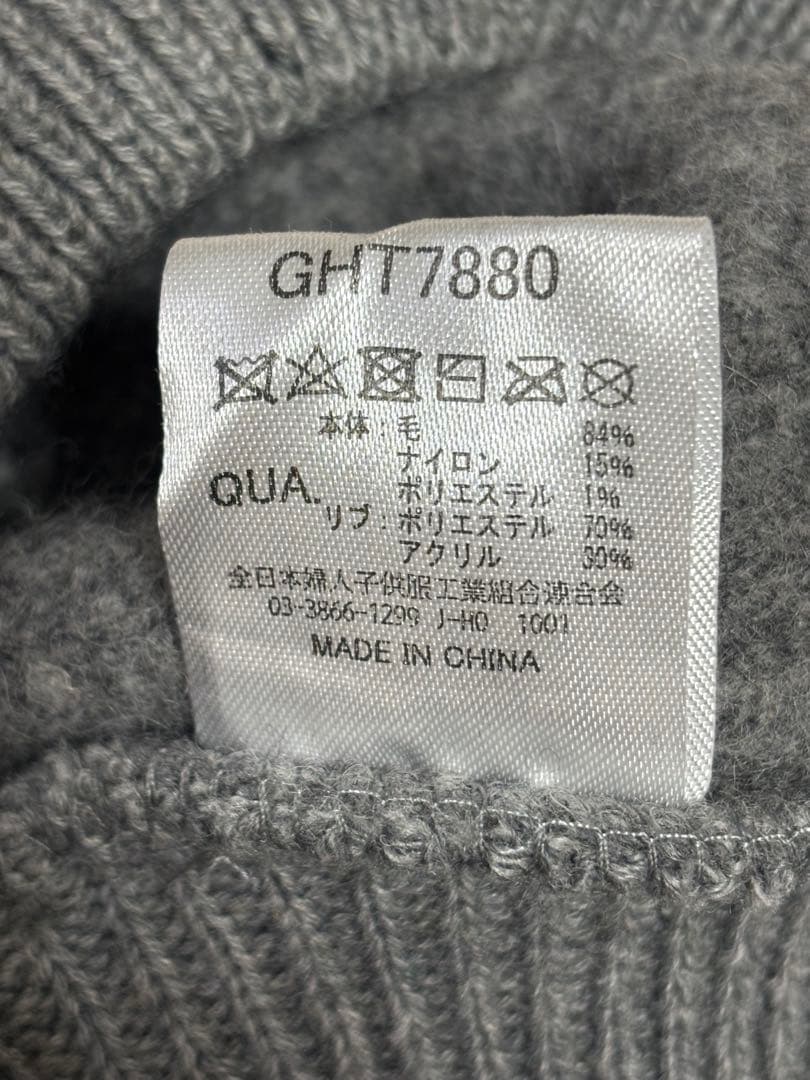 GHT7880
本体：毛 84%
ナイロン 15%
QUA. ポリエステル 1%
リブ：ポリエステル 70%
アクリル 30%
全日本婦人子供服工業組合連合会
03-3866-1299 J-HO 1001
MADE IN CHINA